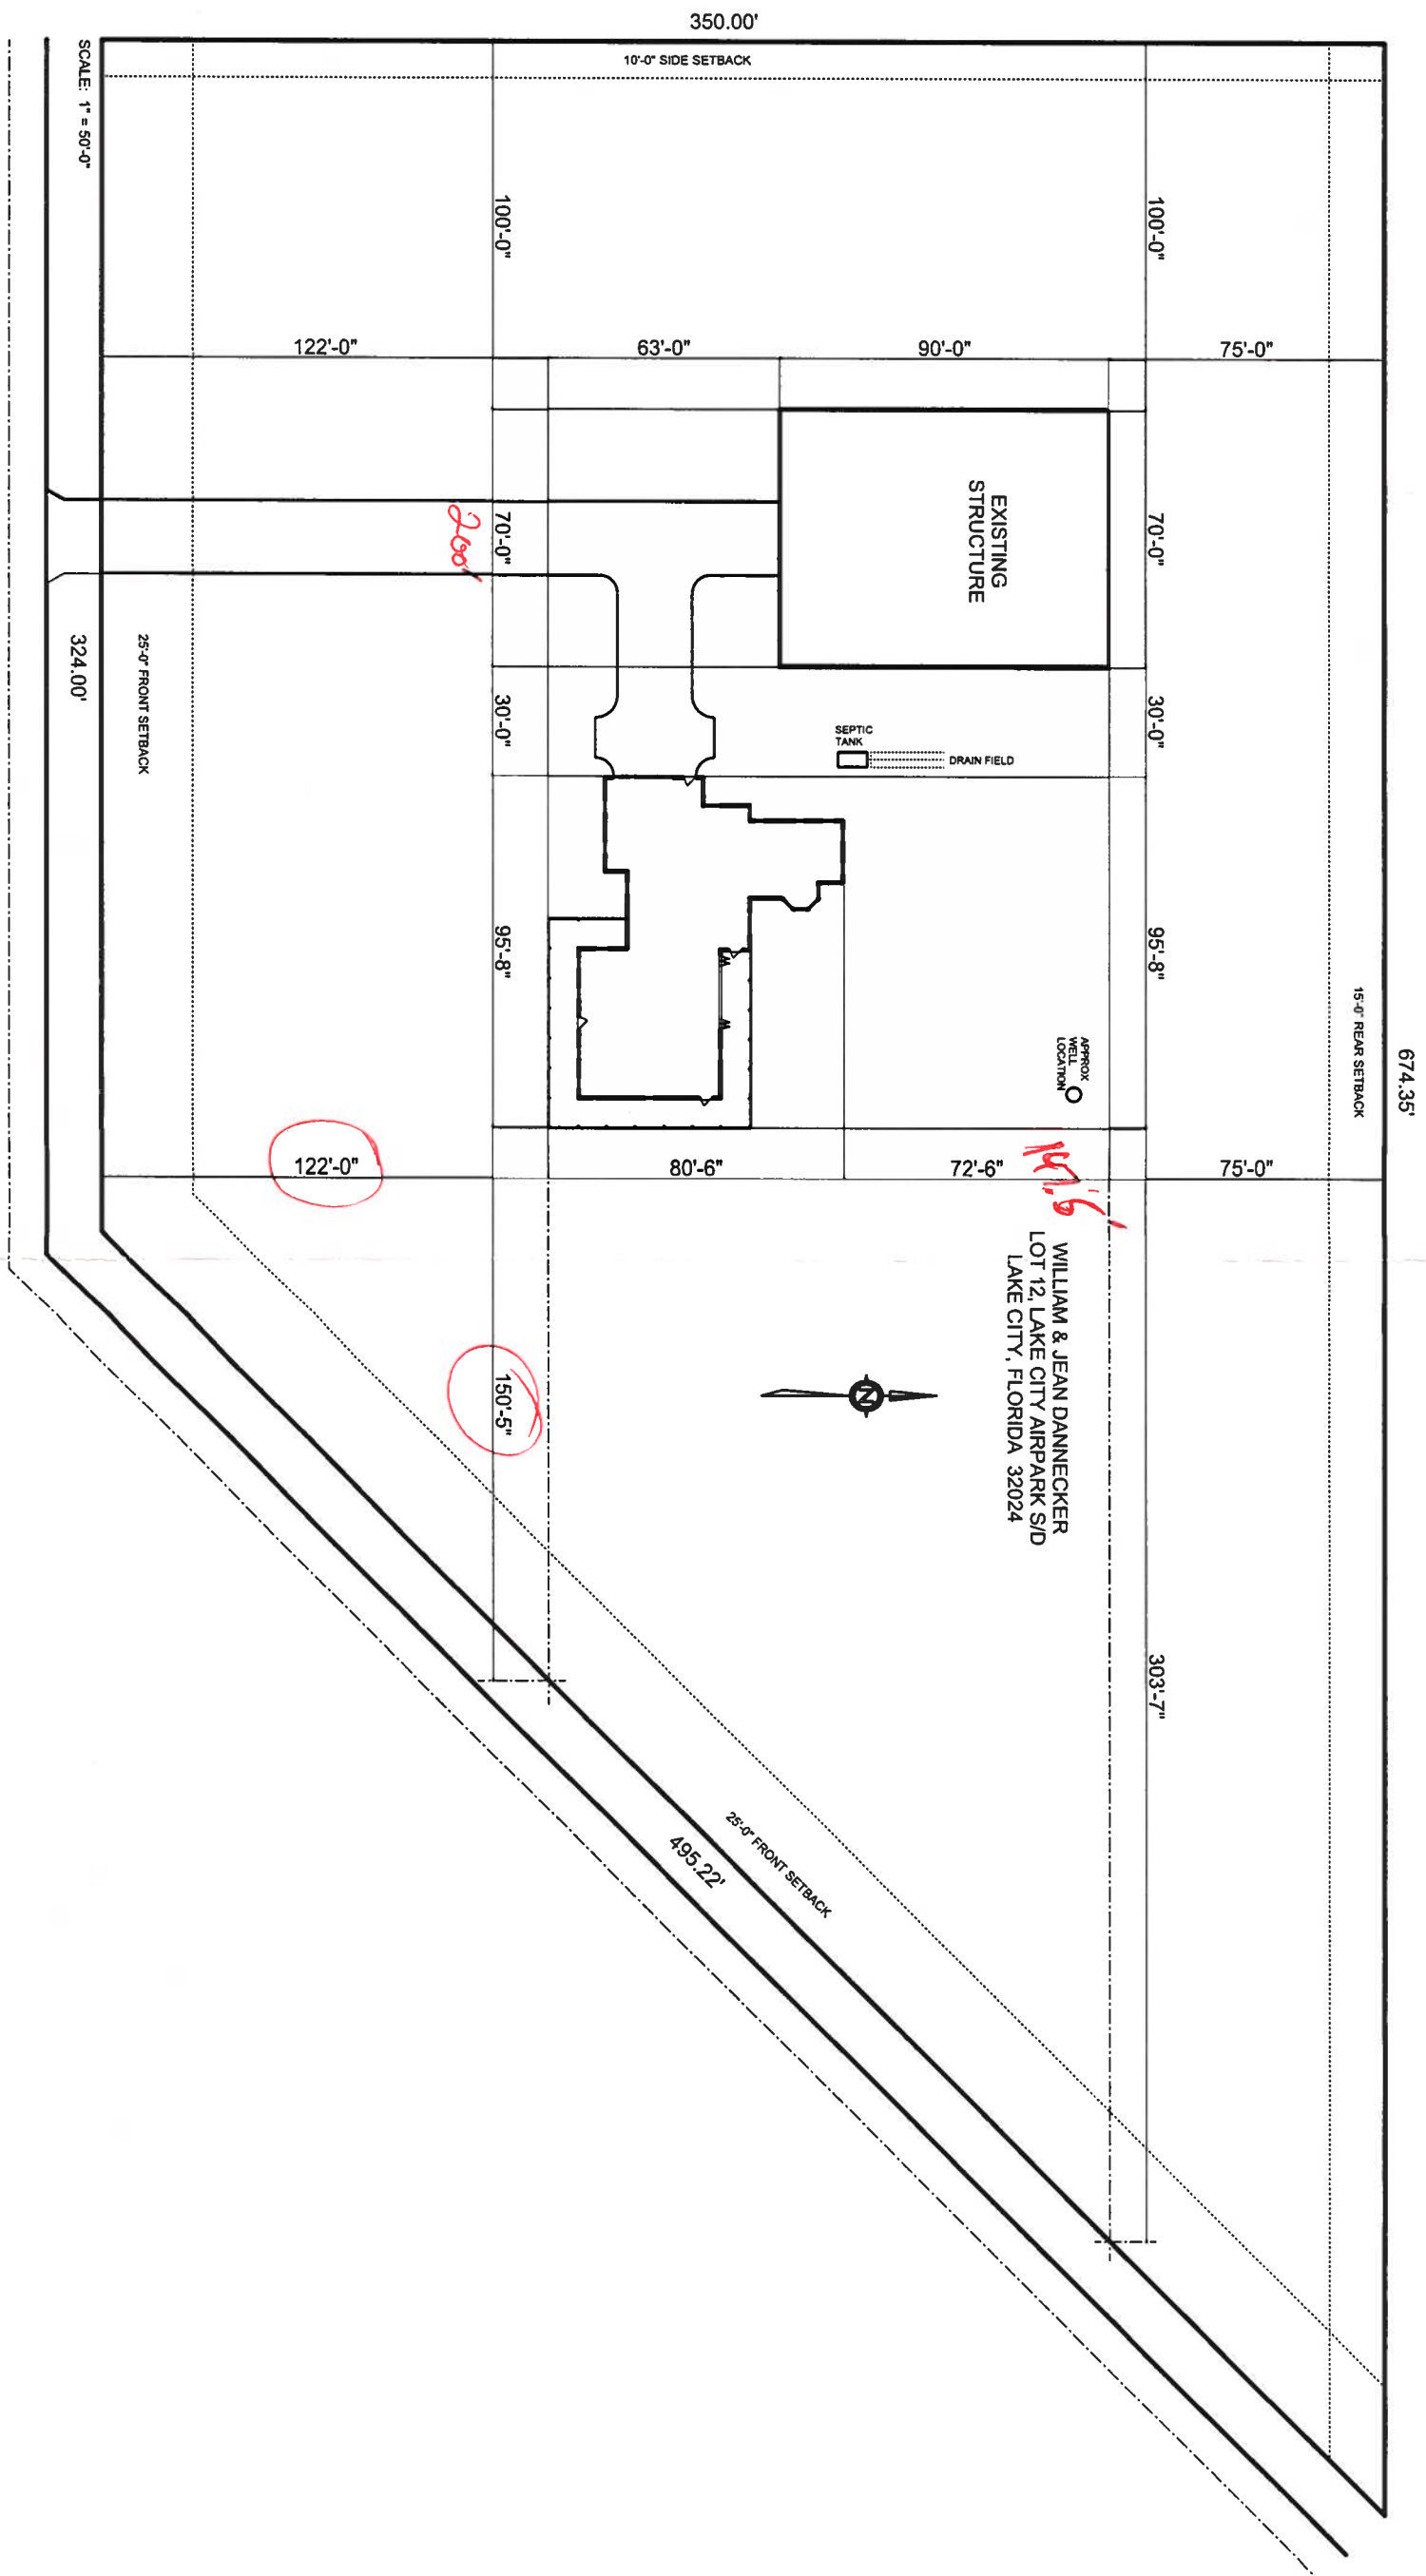 350.00'
10'-0" SIDE SETBACK
SCALE: 1" = 50'-0"
100'-0"
100'-0"
122'-0"
63'-0"
90'-0"
75'-0"
EXISTING
STRUCTURE
70'-0"
70'-0"
200'
324.00'
25'-0" FRONT SETBACK
30'-0"
30'-0"
SEPTIC
TANK
DRAIN FIELD
95'-8"
95'-8"
APPROX
WELL
LOCATION
15'-0" REAR SETBACK
674.35'
122'-0"
80'-6"
72'-6"
75'-0"
WILLIAM & JEAN DANNECKER
LOT 12, LAKE CITY AIRPARK S/D
LAKE CITY, FLORIDA 32024
150'-5"
N
303'-7"
25'-0" FRONT SETBACK
495.22'